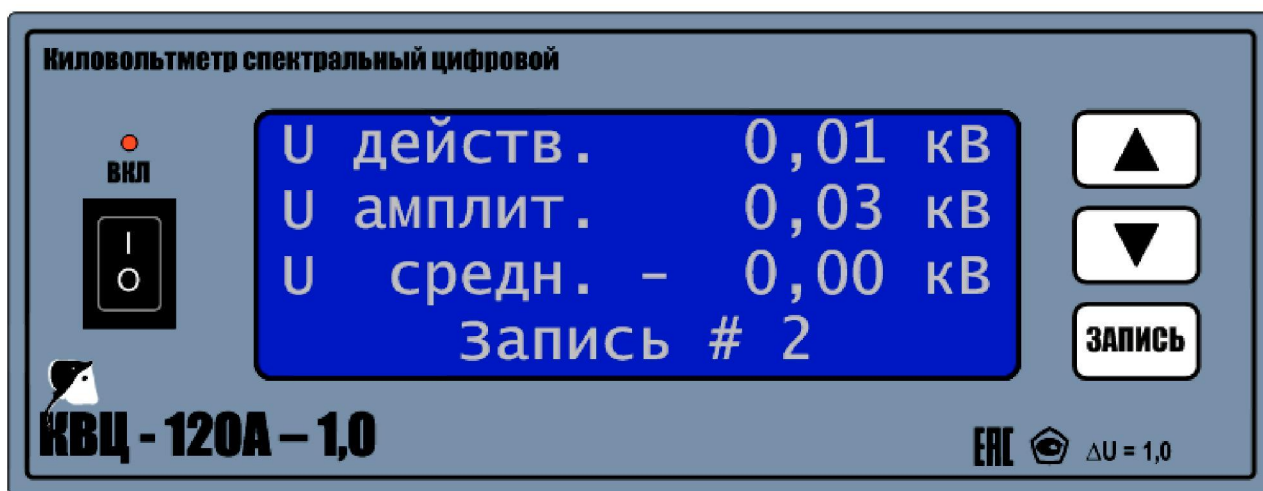 Киловольтметр спектральный цифровой
ВКЛ
U действ. 0,01 кВ
U амплит. 0,03 кВ
U средн. - 0,00 кВ
Запись # 2
ЗАПИСЬ
КВЦ - 120А – 1,0
ЕАС
ΔU = 1,0